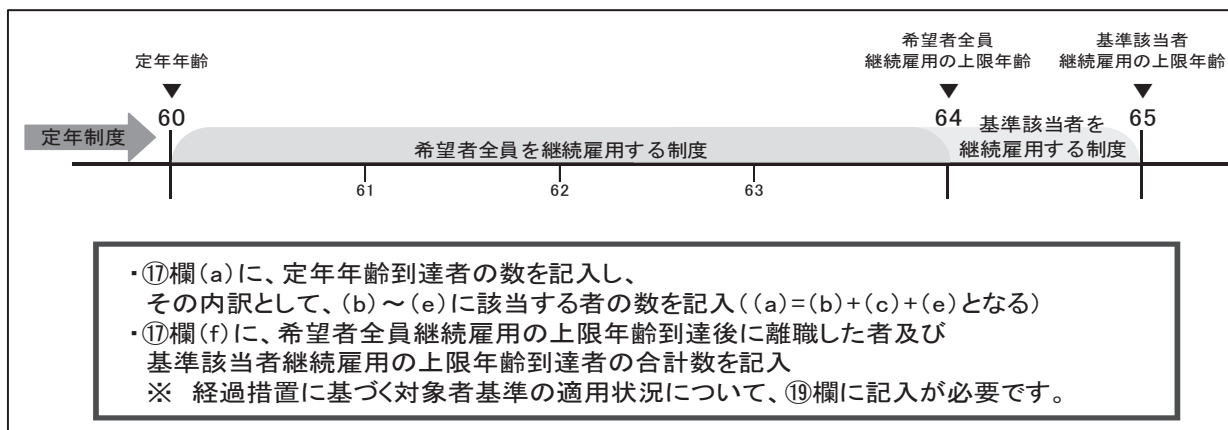 定年年齢
希望者全員
継続雇用の上限年齢
基準該当者
継続雇用の上限年齢
定年制度
60
希望者全員を継続雇用する制度
64
基準該当者を
継続雇用する制度
65
61
62
63
・⑰欄(a)に、定年年齢到達者の数を記入し、
その内訳として、(b)～(e)に該当する者の数を記入((a)=(b)+(c)+(e)となる)
・⑰欄(f)に、希望者全員継続雇用の上限年齢到達後に離職した者及び
基準該当者継続雇用の上限年齢到達者の合計数を記入
※ 経過措置に基づく対象者基準の適用状況について、⑲欄に記入が必要です。